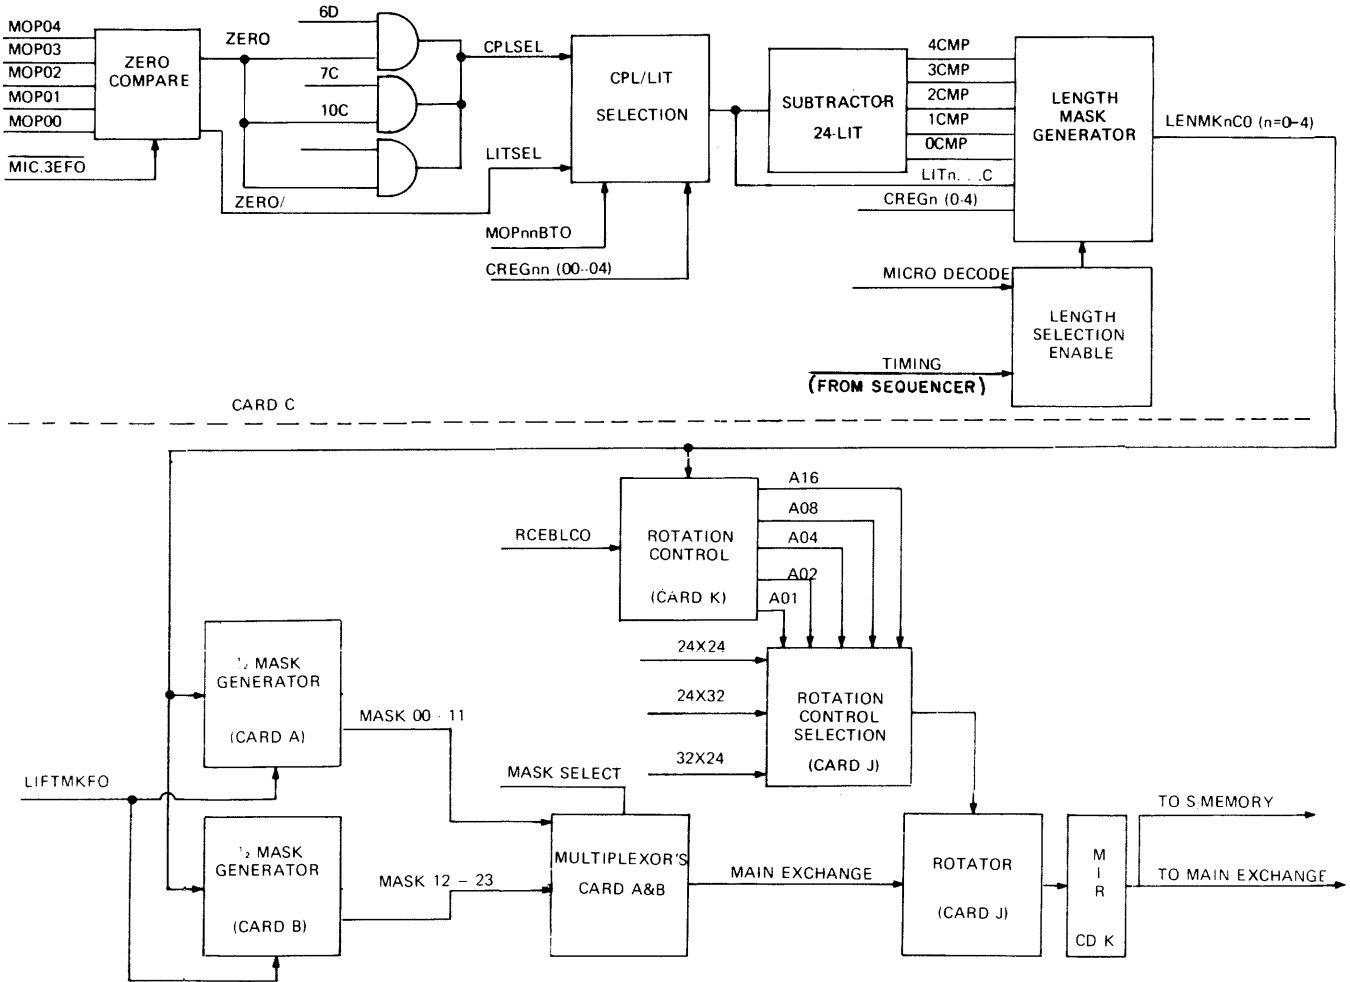 MOP04
MOP03
MOP02
MOP01
MOP00
MIC.3EFO
ZERO
COMPARE
ZERO
ZERO/
6D
7C
10C
CPLSEL
LITSEL
CPL/LIT
SELECTION
MOPnnBTO
CREGnn (00--04)
SUBTRACTOR
24-LIT
4CMP
3CMP
2CMP
1CMP
0CMP
LITn. . .C
CREGn (0-4)
LENGTH
MASK
GENERATOR
LENMKnC0 (n=0-4)
MICRO DECODE
LENGTH
SELECTION
ENABLE
TIMING
(FROM SEQUENCER)
CARD C
RCEBLCO
ROTATION
CONTROL
(CARD K)
A16
A08
A04
A02
A01
24X24
24X32
32X24
ROTATION
CONTROL
SELECTION
(CARD J)
½ MASK
GENERATOR
(CARD A)
MASK 00 - 11
LIFTMKFO
½ MASK
GENERATOR
(CARD B)
MASK 12 – 23
MASK SELECT
MULTIPLEXOR'S
CARD A&B
MAIN EXCHANGE
ROTATOR
(CARD J)
M
I
R
CD K
TO S-MEMORY
TO MAIN EXCHANGE